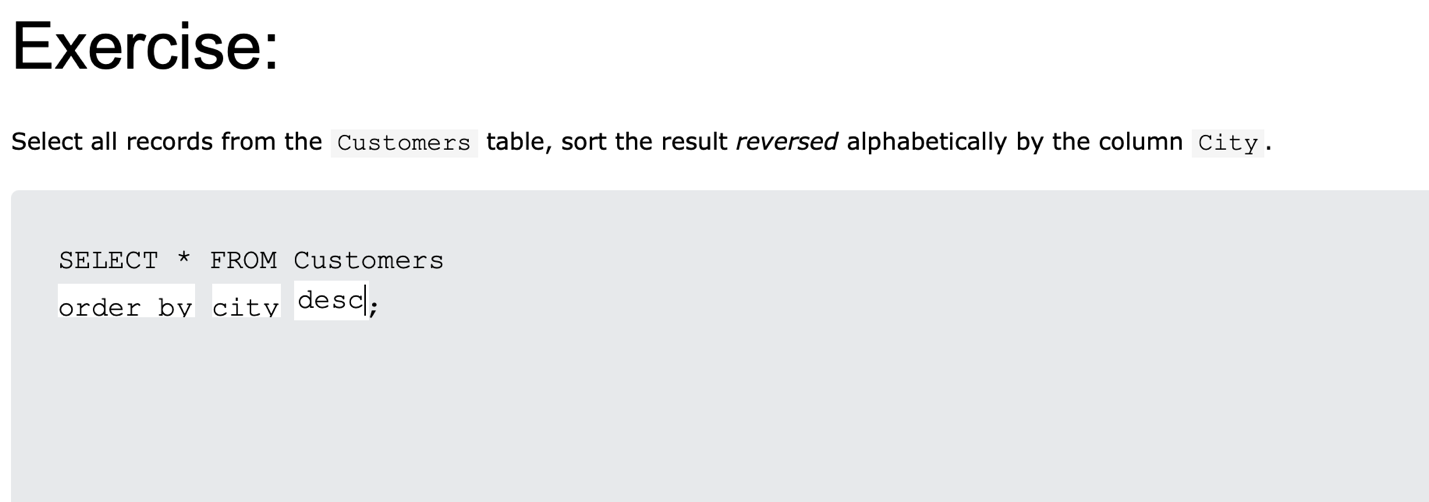 Exercise:
Select all records from the Customers table, sort the result reversed alphabetically by the column City.
SELECT * FROM Customers
order by city desc;